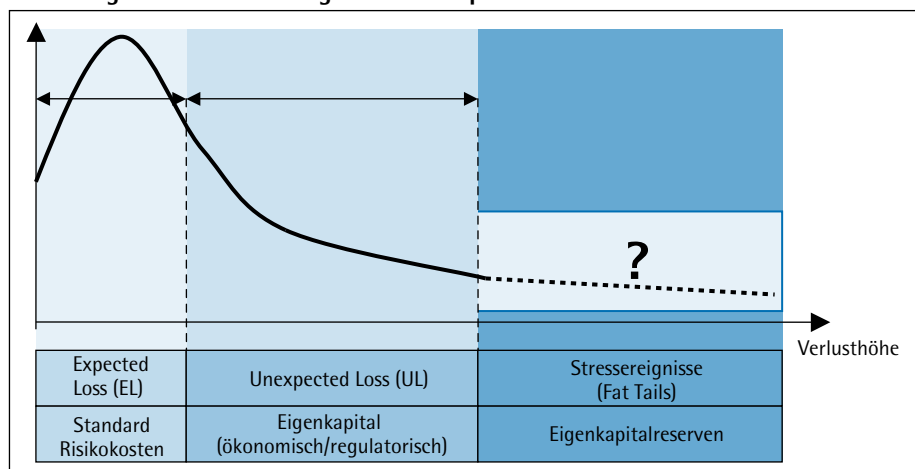 ?
Verlusthöhe
Expected
Loss (EL)
Unexpected Loss (UL)
Stressereignisse
(Fat Tails)
Standard
Risikokosten
Eigenkapital
(ökonomisch/regulatorisch)
Eigenkapitalreserven